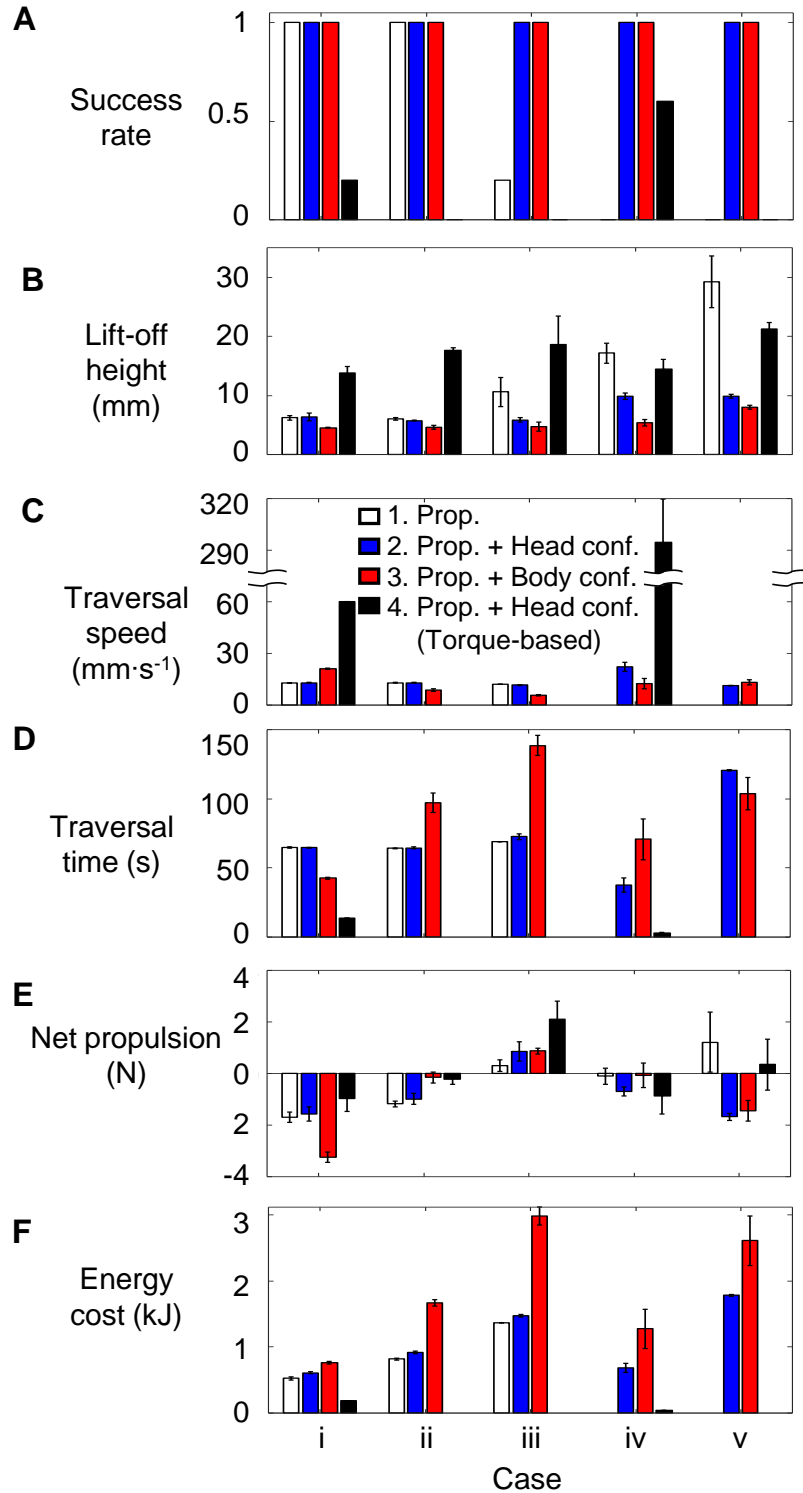 A
Success
rate
1
0.5
0
B
Lift-off
height
(mm)
30
20
10
0
C
Traversal
speed
(mm·s⁻¹)
320
290
60
30
0
1. Prop.
2. Prop. + Head conf.
3. Prop. + Body conf.
4. Prop. + Head conf.
(Torque-based)
D
Traversal
time (s)
150
100
50
0
E
Net propulsion
(N)
4
2
0
2
-4
F
Energy
cost (kJ)
3
2
1
0
i ii iii iv v
Case